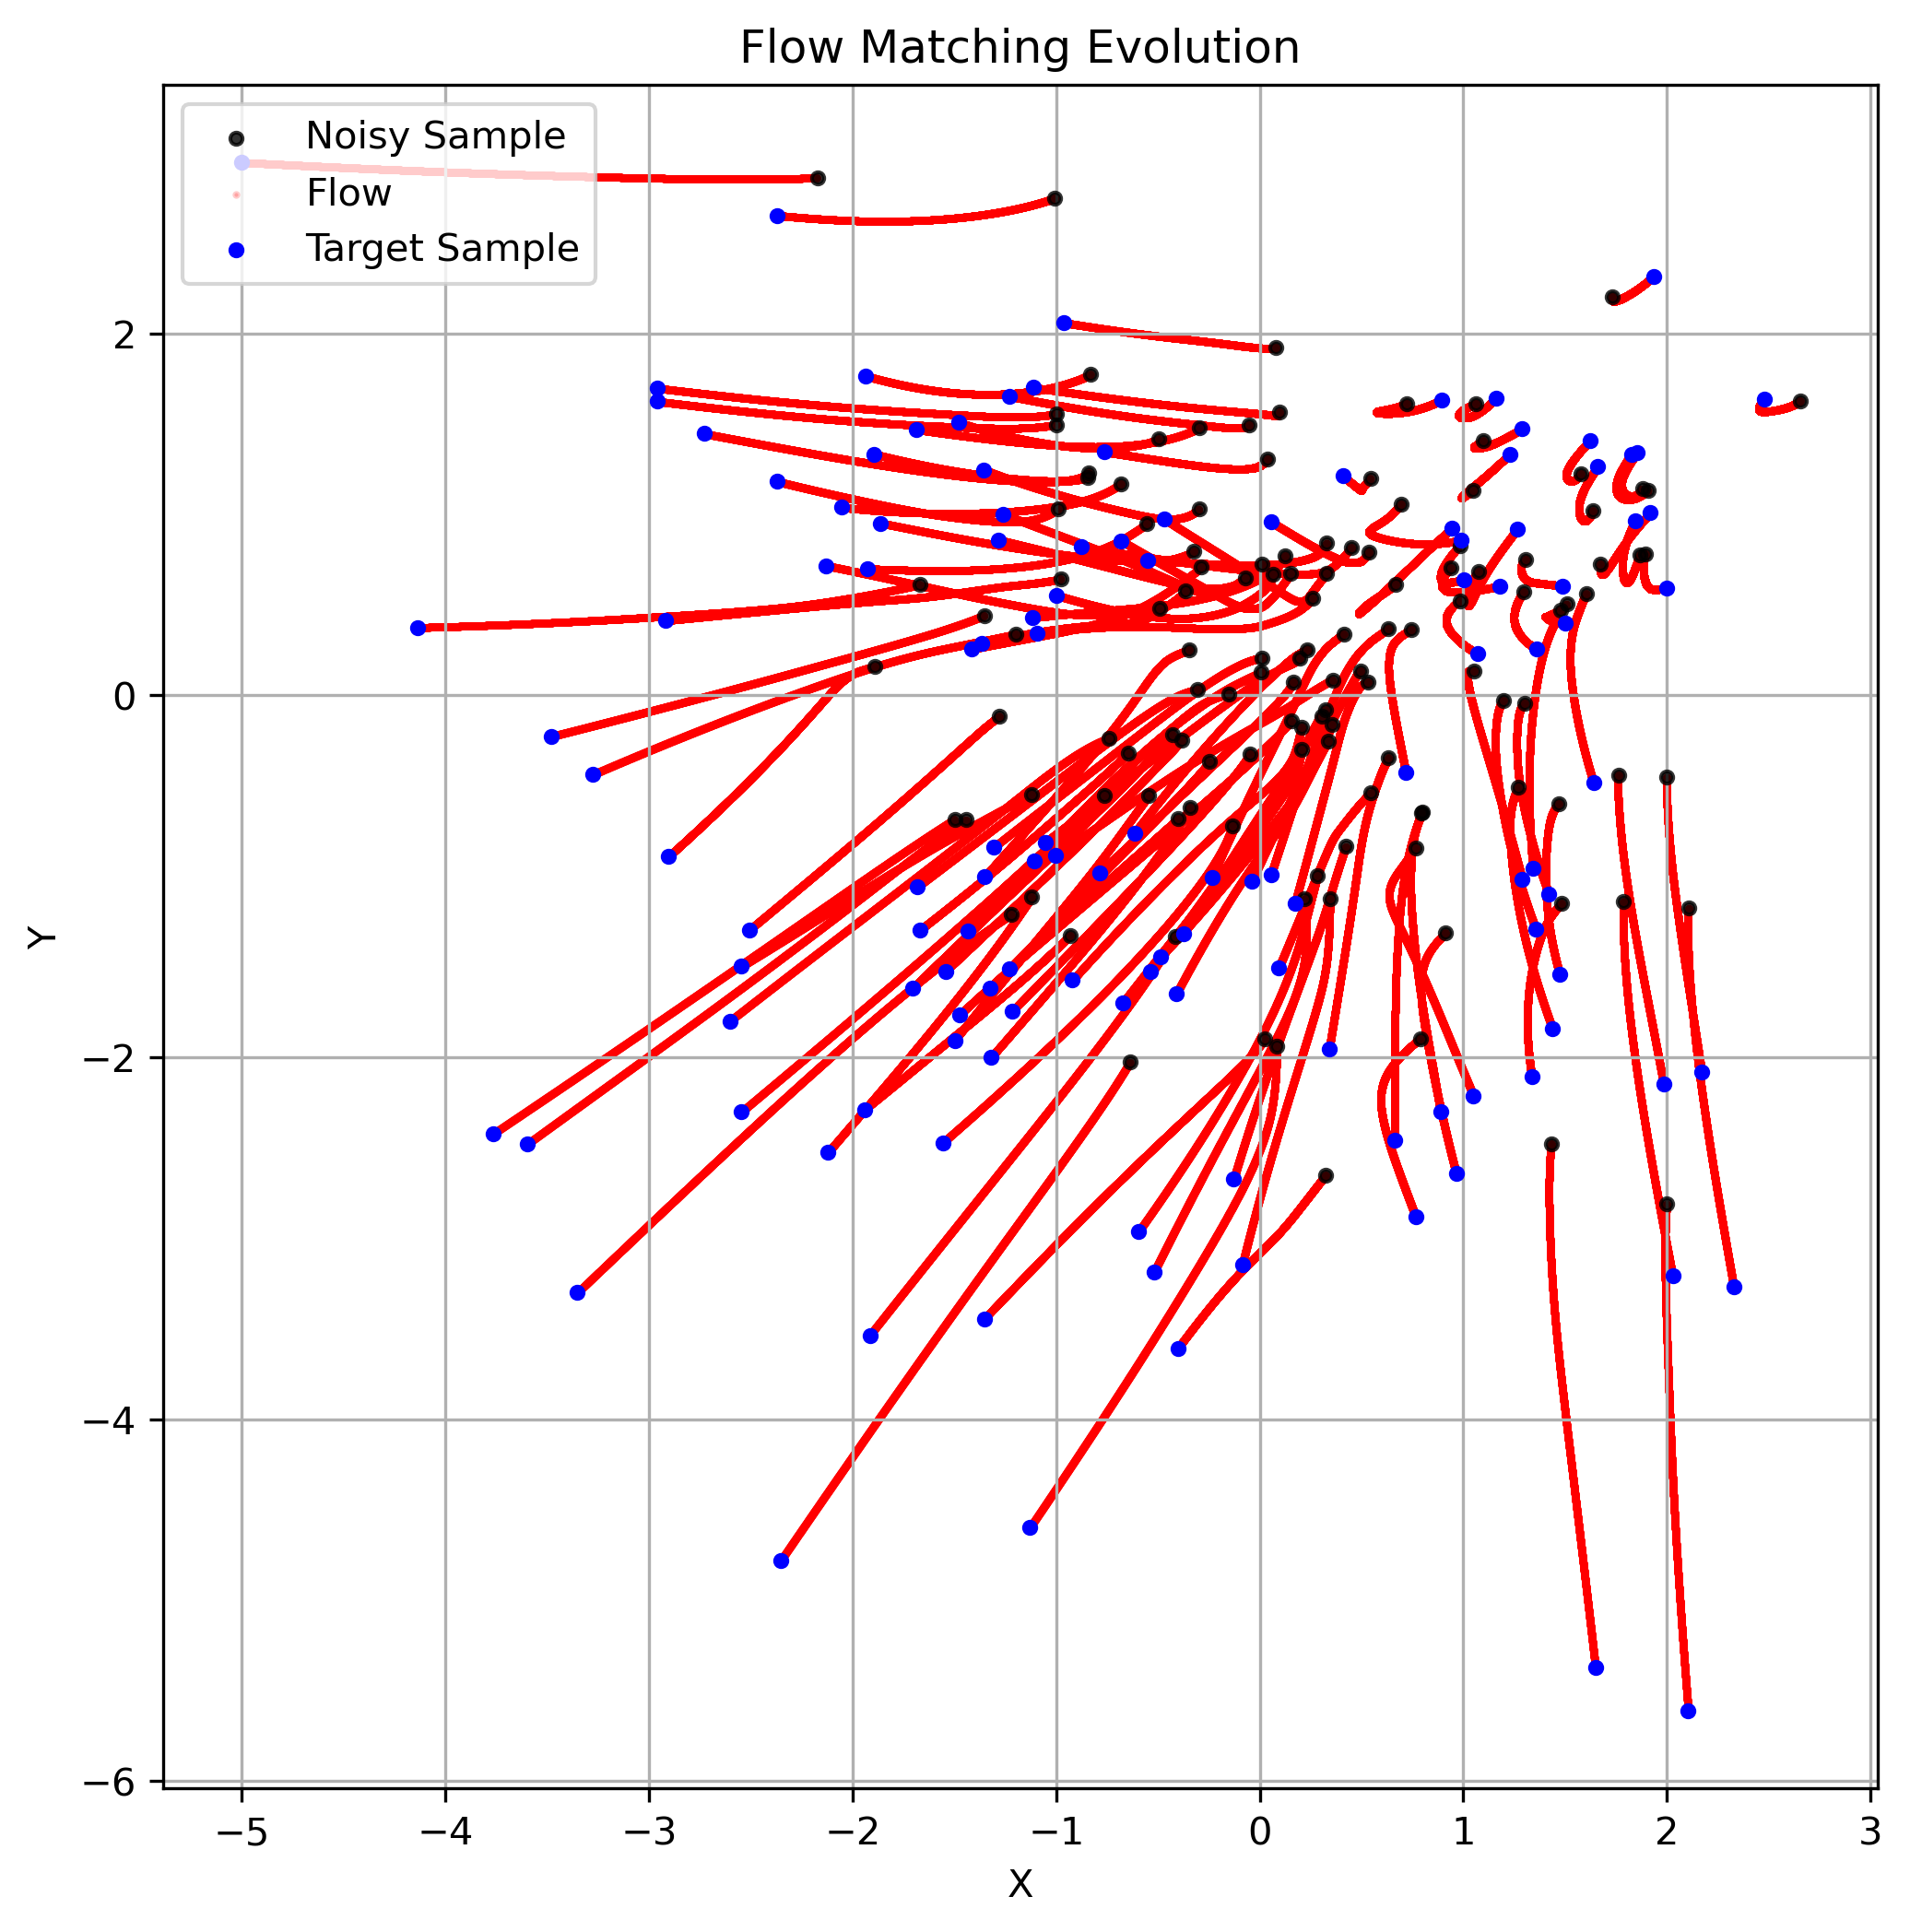 Flow Matching Evolution
Noisy Sample
Flow
Target Sample
2
0
−2
−4
−6
Y
−5 −4 −3 −2 −1 0 1 2 3
X